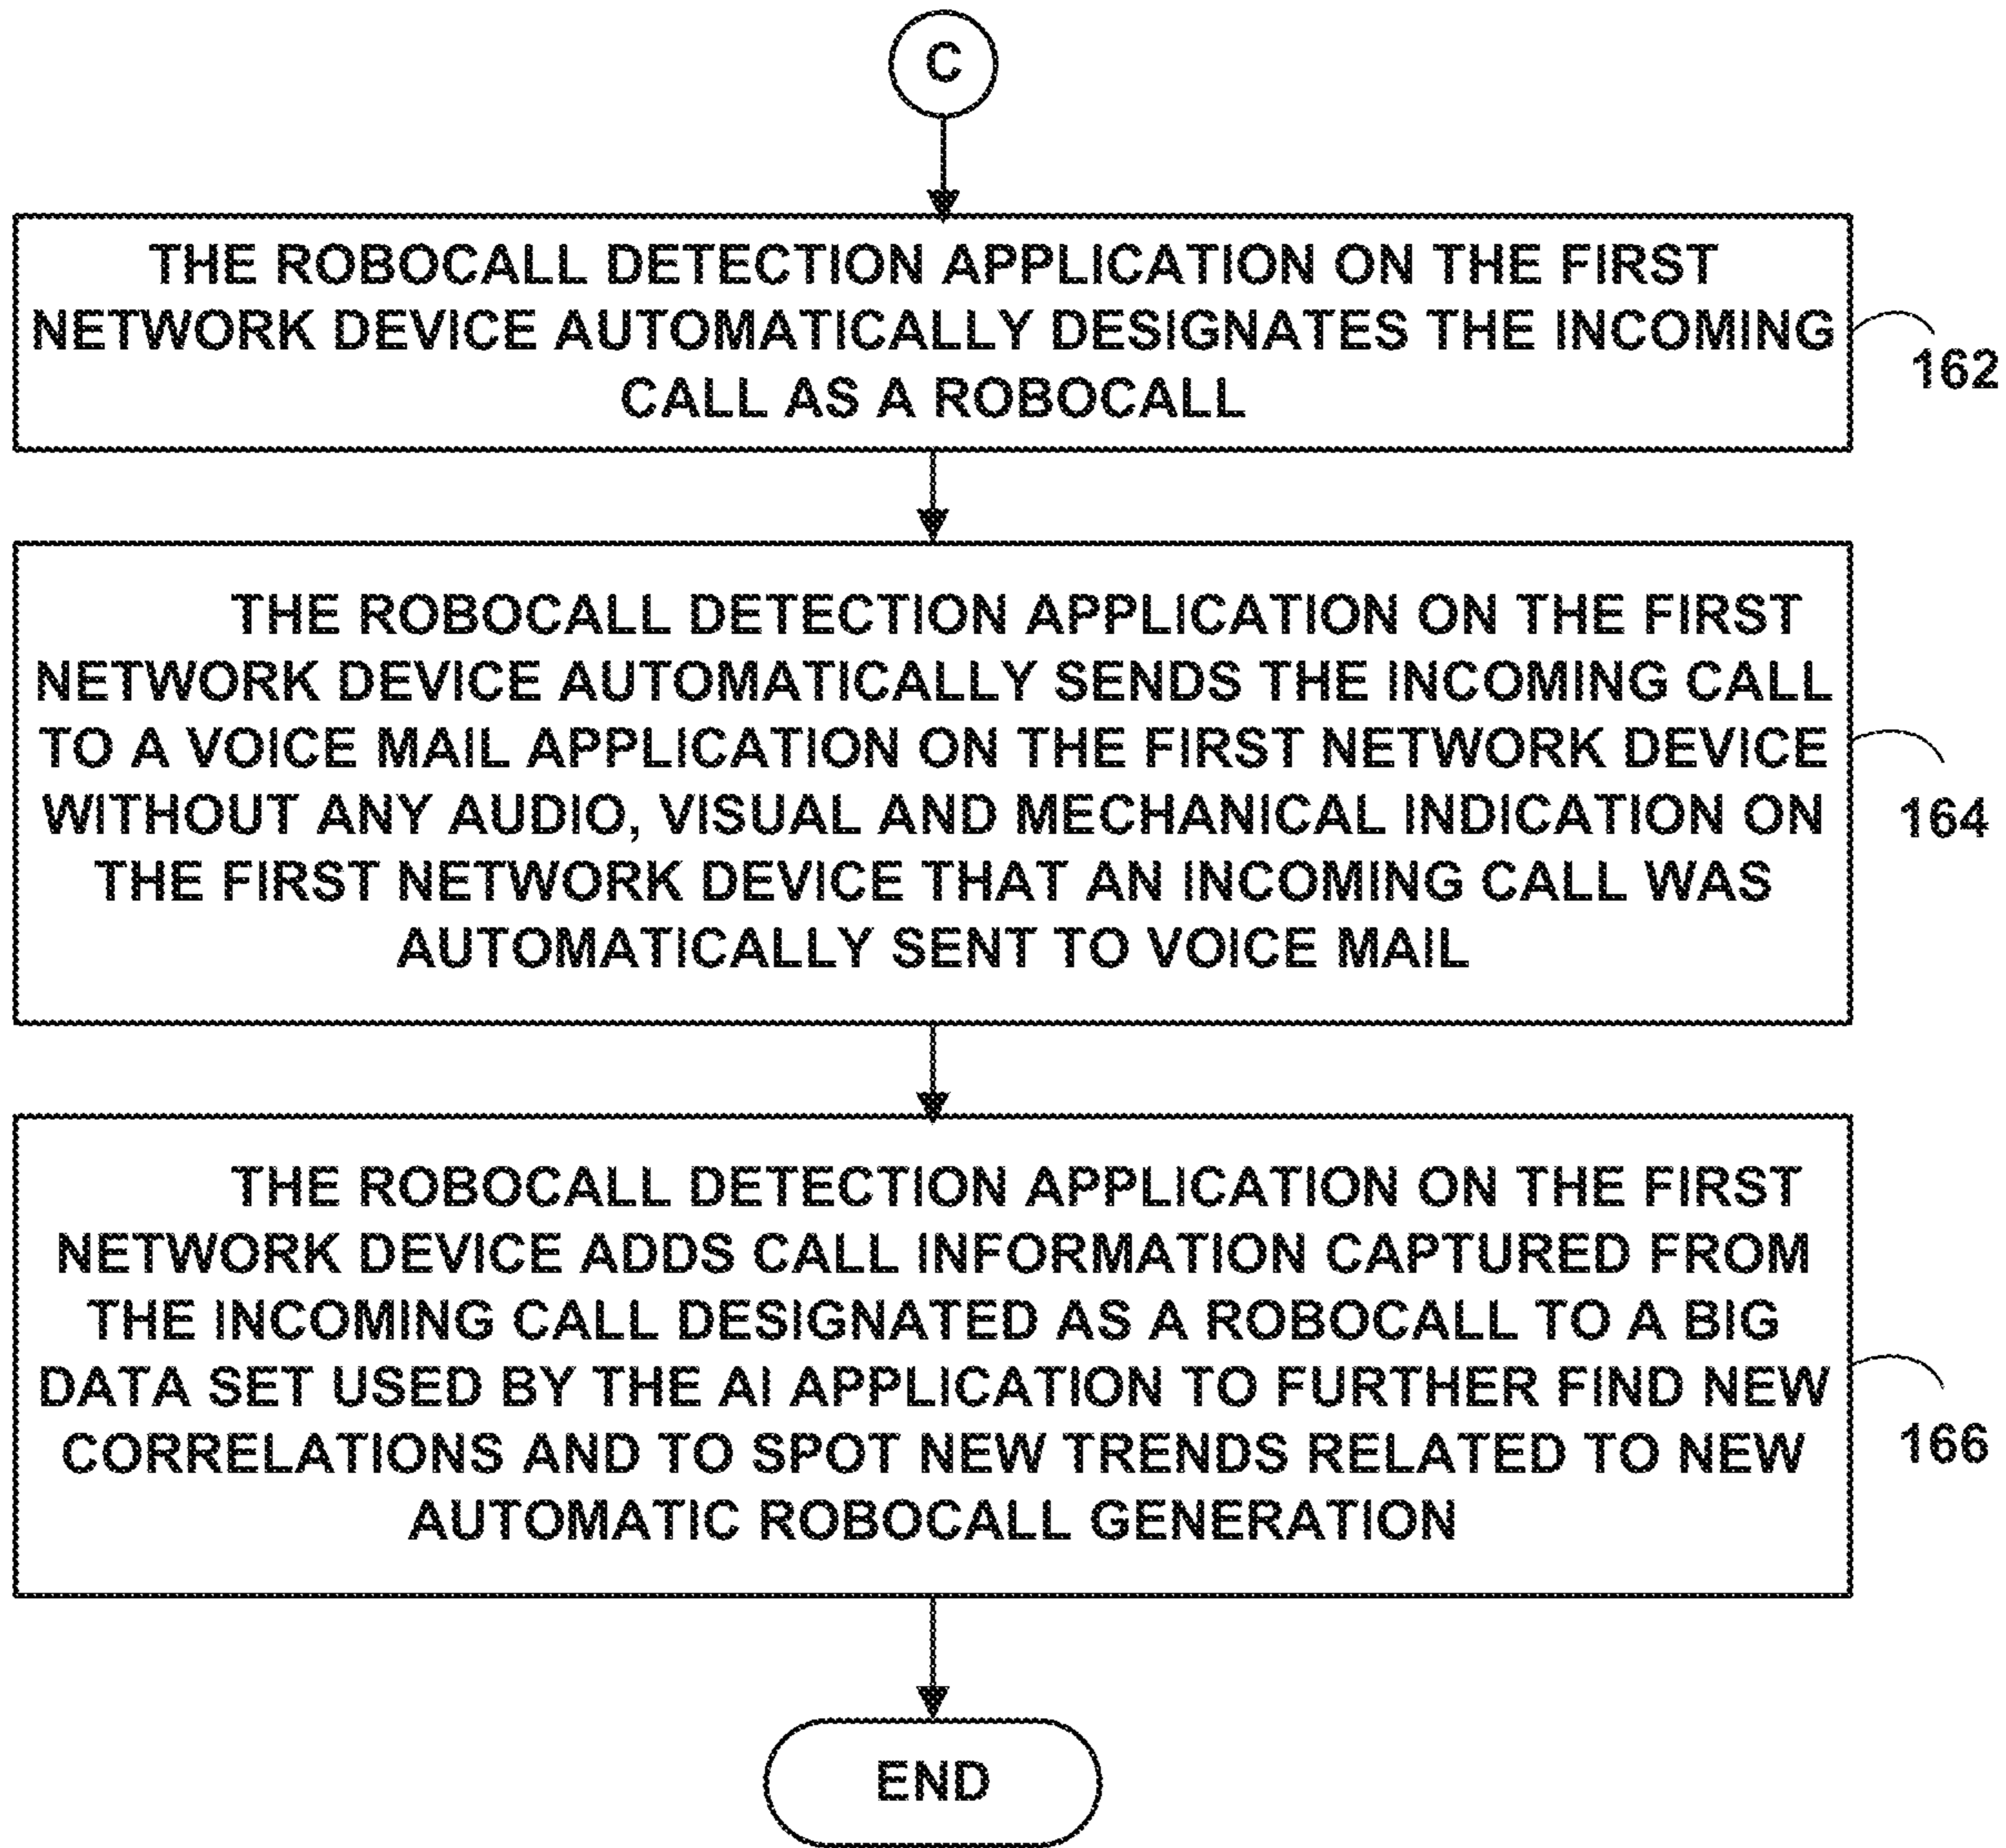 C
THE ROBOCALL DETECTION APPLICATION ON THE FIRST
NETWORK DEVICE AUTOMATICALLY DESIGNATES THE INCOMING
CALL AS A ROBOCALL
162
THE ROBOCALL DETECTION APPLICATION ON THE FIRST
NETWORK DEVICE AUTOMATICALLY SENDS THE INCOMING CALL
TO A VOICE MAIL APPLICATION ON THE FIRST NETWORK DEVICE
WITHOUT ANY AUDIO, VISUAL AND MECHANICAL INDICATION ON
THE FIRST NETWORK DEVICE THAT AN INCOMING CALL WAS
AUTOMATICALLY SENT TO VOICE MAIL
164
THE ROBOCALL DETECTION APPLICATION ON THE FIRST
NETWORK DEVICE ADDS CALL INFORMATION CAPTURED FROM
THE INCOMING CALL DESIGNATED AS A ROBOCALL TO A BIG
DATA SET USED BY THE AI APPLICATION TO FURTHER FIND NEW
CORRELATIONS AND TO SPOT NEW TRENDS RELATED TO NEW
AUTOMATIC ROBOCALL GENERATION
166
END